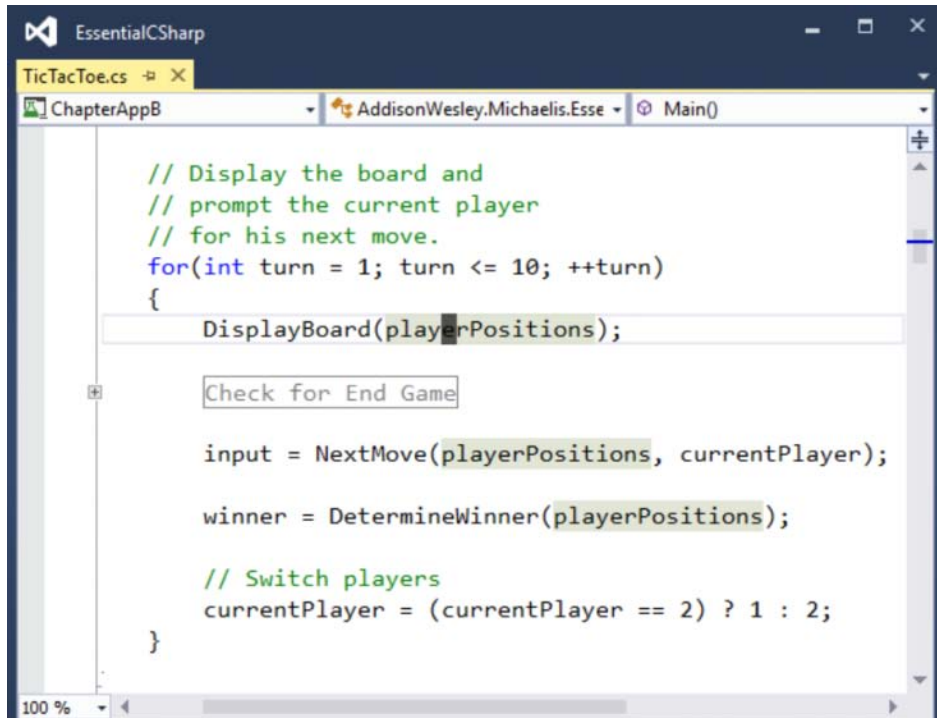 EssentialCSharp
TicTacToe.cs
ChapterAppB AddisonWesley.Michaelis.Esse Main()
// Display the board and
// prompt the current player
// for his next move.
for(int turn = 1; turn <= 10; ++turn)
{
DisplayBoard(playerPositions);
Check for End Game
input = NextMove(playerPositions, currentPlayer);
winner = DetermineWinner(playerPositions);
// Switch players
currentPlayer = (currentPlayer == 2) ? 1 : 2;
}
100 %